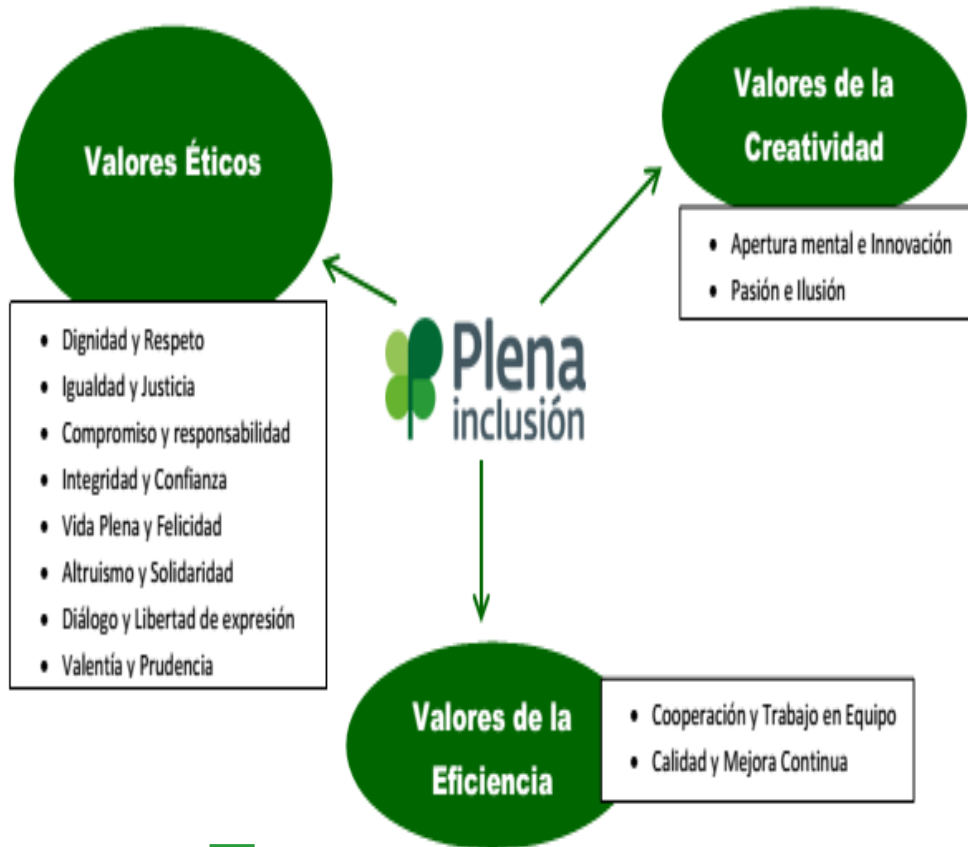 Valores Éticos
• Dignidad y Respeto
• Igualdad y Justicia
• Compromiso y responsabilidad
• Integridad y Confianza
• Vida Plena y Felicidad
• Altruismo y Solidaridad
• Diálogo y Libertad de expresión
• Valentía y Prudencia
Valores de la
Creatividad
• Apertura mental e Innovación
• Pasión e Ilusión
Plena
inclusión
Valores de la
Eficiencia
• Cooperación y Trabajo en Equipo
• Calidad y Mejora Continua